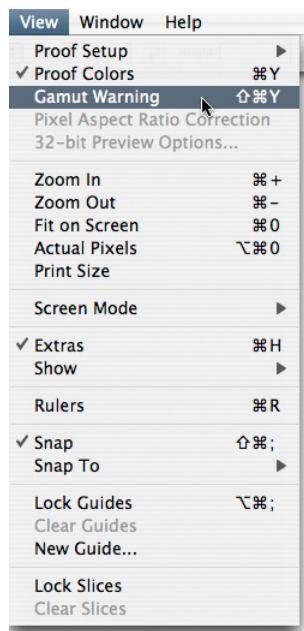 View Window Help
Proof Setup ▶
✓ Proof Colors ⌘Y
Gamut Warning ⇧⌘Y
Pixel Aspect Ratio Correction
32-bit Preview Options...
Zoom In ⌘+
Zoom Out ⌘-
Fit on Screen ⌘0
Actual Pixels ⌥⌘0
Print Size
Screen Mode ▶
✓ Extras ⌘H
Show ▶
Rulers ⌘R
✓ Snap ⇧⌘;
Snap To ▶
Lock Guides ⌥⌘;
Clear Guides
New Guide...
Lock Slices
Clear Slices